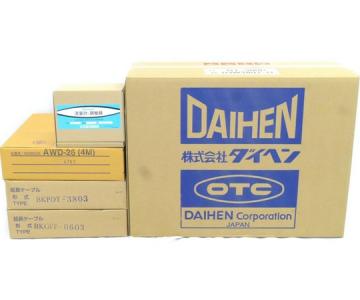 DAIHEN
株式会社ダイヘン
OTC
DAIHEN Corporation
JAPAN
AWD-26 (4M)
延長ケーブル
形式
TYPE
BKPDT-3803
延長ケーブル
形式
TYPE
BKGFF-0603